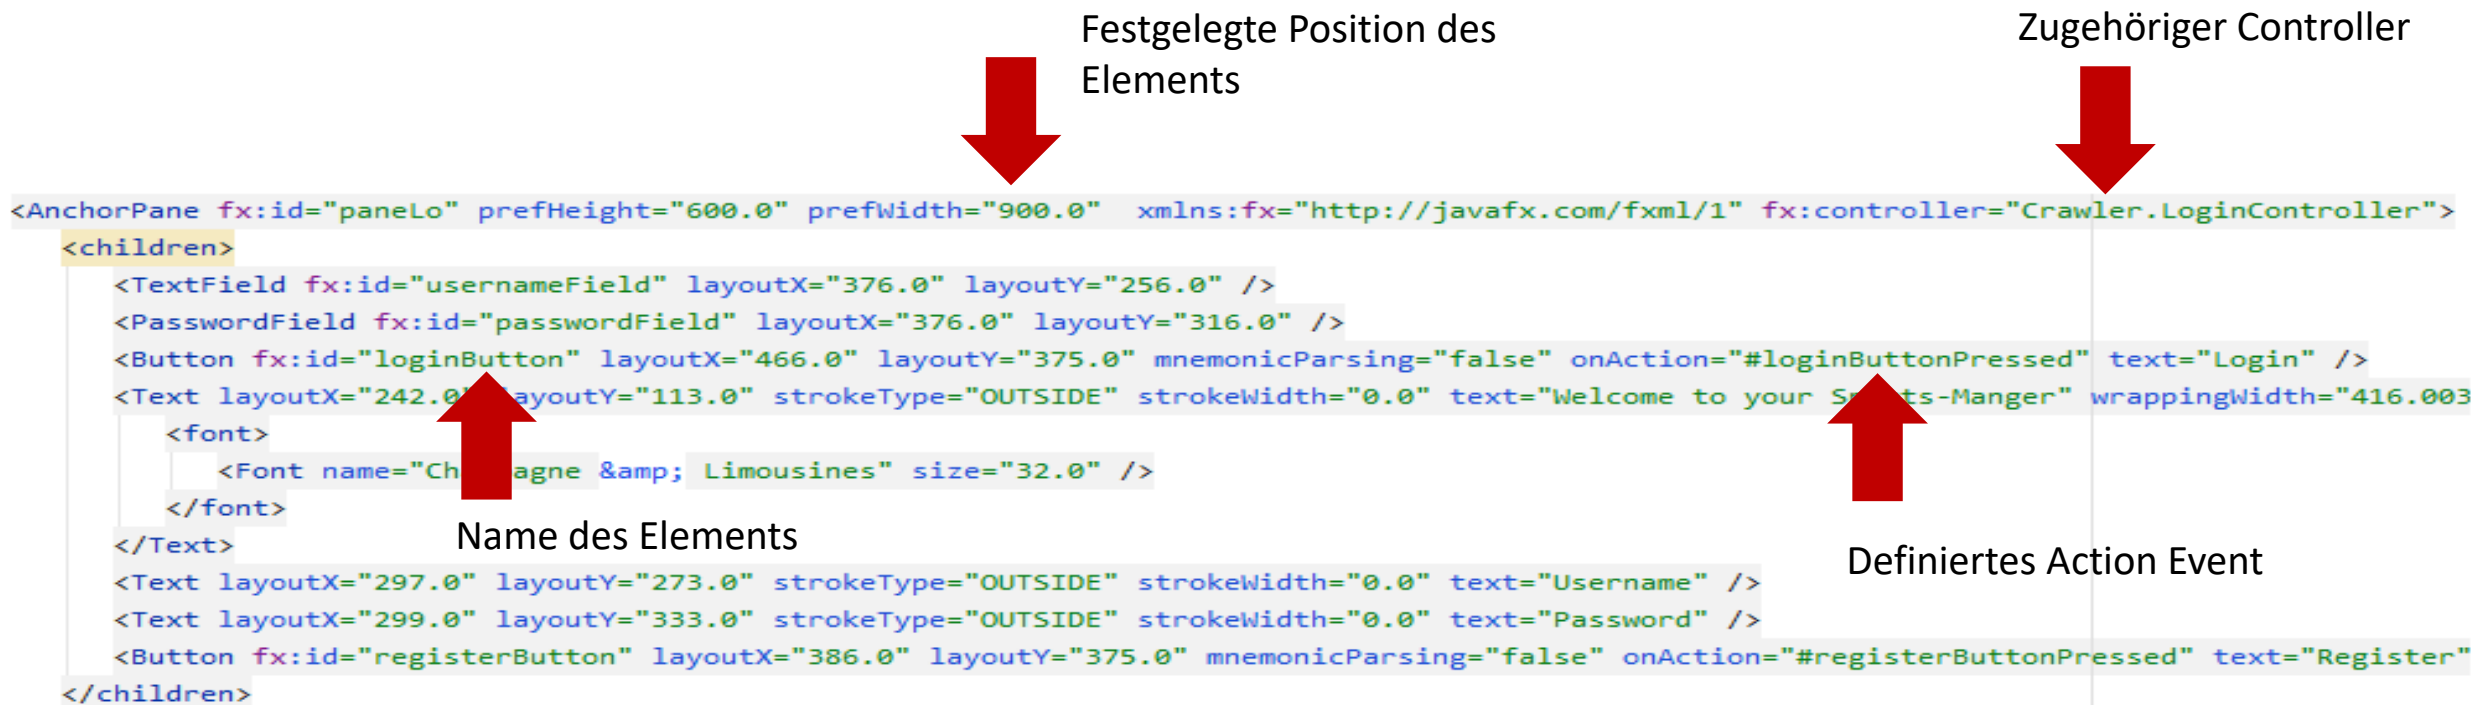 Festgelegte Position des
Elements
Zugehöriger Controller
<AnchorPane fx:id="paneLo" prefHeight="600.0" prefWidth="900.0"  xmlns:fx="http://javafx.com/fxml/1" fx:controller="Crawler.LoginController">
<children>
<TextField fx:id="usernameField" layoutX="376.0" layoutY="256.0" />
<PasswordField fx:id="passwordField" layoutX="376.0" layoutY="316.0" />
<Button fx:id="loginButton" layoutX="466.0" layoutY="375.0" mnemonicParsing="false" onAction="#loginButtonPressed" text="Login" />
<Text layoutX="242.0" layoutY="113.0" strokeType="OUTSIDE" strokeWidth="0.0" text="Welcome to your Sports-Manger" wrappingWidth="416.003
<font>
<Font name="Champagne &amp; Limousines" size="32.0" />
</font>
Name des Elements
</Text>
Definiertes Action Event
<Text layoutX="297.0" layoutY="273.0" strokeType="OUTSIDE" strokeWidth="0.0" text="Username" />
<Text layoutX="299.0" layoutY="333.0" strokeType="OUTSIDE" strokeWidth="0.0" text="Password" />
<Button fx:id="registerButton" layoutX="386.0" layoutY="375.0" mnemonicParsing="false" onAction="#registerButtonPressed" text="Register"
</children>